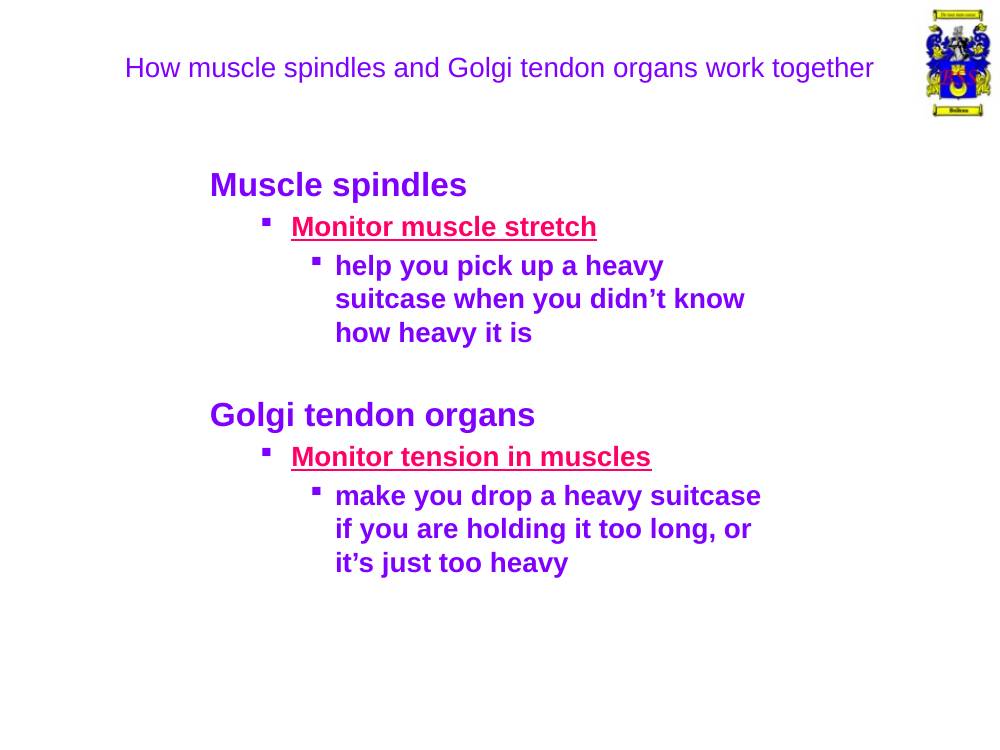 How muscle spindles and Golgi tendon organs work together
Muscle spindles
▪ Monitor muscle stretch
▪ help you pick up a heavy
suitcase when you didn’t know
how heavy it is
Golgi tendon organs
▪ Monitor tension in muscles
▪ make you drop a heavy suitcase
if you are holding it too long, or
it’s just too heavy